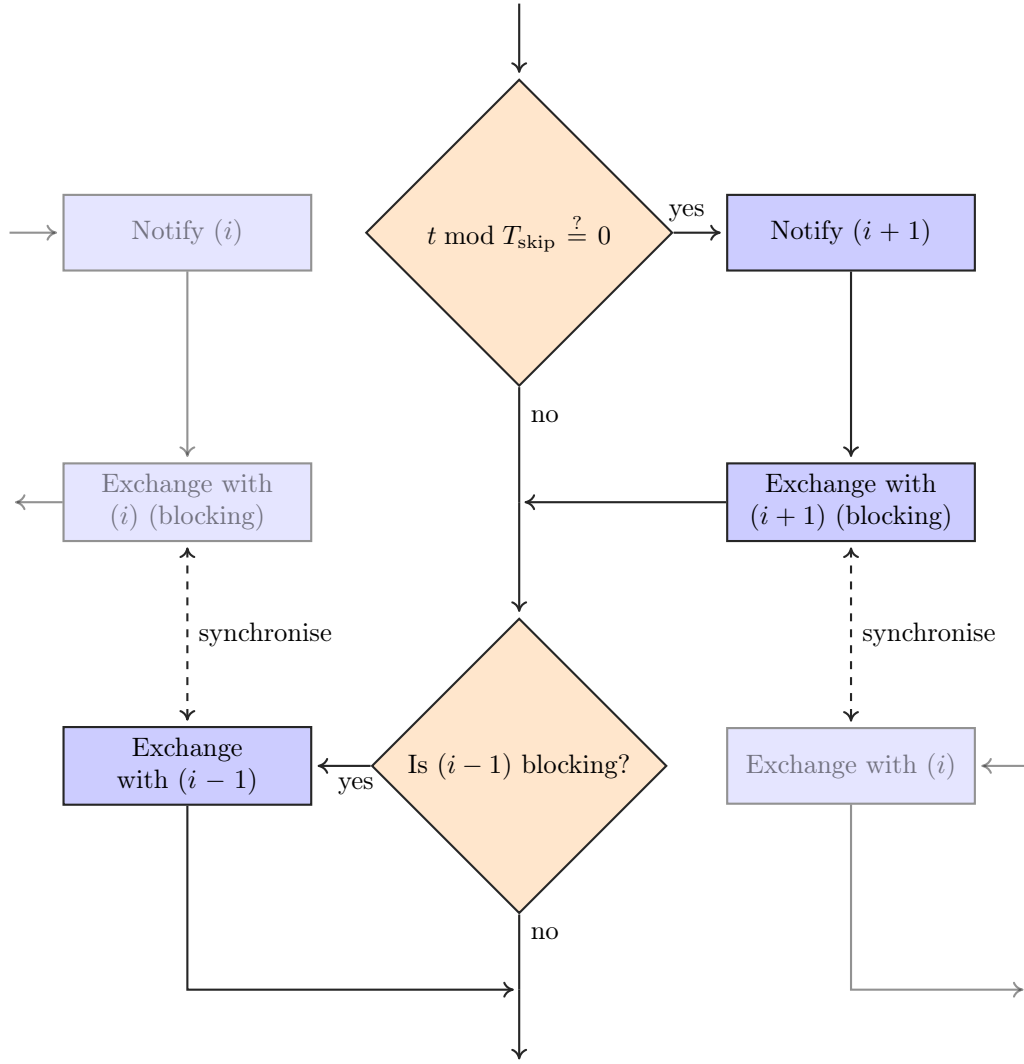 yes
Notify (i)
t mod T_skip ≟ 0
Notify (i + 1)
no
Exchange with
(i) (blocking)
Exchange with
(i + 1) (blocking)
synchronise
synchronise
Exchange
with (i − 1)
Is (i − 1) blocking?
yes
Exchange with (i)
no